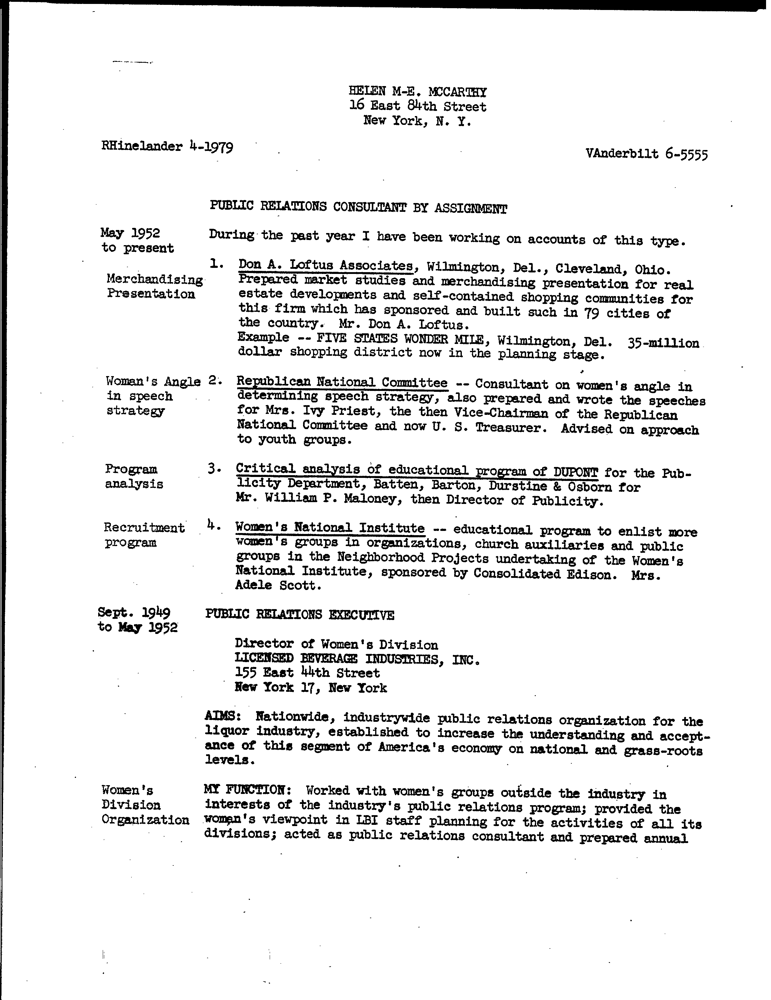 HELEN M-E. MCCARTHY
16 East 84th Street
New York, N. Y.
RHinelander 4-1979
VAnderbilt 6-5555
PUBLIC RELATIONS CONSULTANT BY ASSIGNMENT
May 1952
to present
During the past year I have been working on accounts of this type.
Merchandising
Presentation
1. Don A. Loftus Associates, Wilmington, Del., Cleveland, Ohio.
Prepared market studies and merchandising presentation for real
estate developments and self-contained shopping communities for
this firm which has sponsored and built such in 79 cities of
the country. Mr. Don A. Loftus.
Example -- FIVE STATES WONDER MILE, Wilmington, Del. 35-million
dollar shopping district now in the planning stage.
Woman's Angle
in speech
strategy
2. Republican National Committee -- Consultant on women's angle in
determining speech strategy, also prepared and wrote the speeches
for Mrs. Ivy Priest, the then Vice-Chairman of the Republican
National Committee and now U. S. Treasurer. Advised on approach
to youth groups.
Program
analysis
3. Critical analysis of educational program of DUPONT for the Pub-
licity Department, Batten, Barton, Durstine & Osborn for
Mr. William P. Maloney, then Director of Publicity.
Recruitment
program
4. Women's National Institute -- educational program to enlist more
women's groups in organizations, church auxiliaries and public
groups in the Neighborhood Projects undertaking of the Women's
National Institute, sponsored by Consolidated Edison. Mrs.
Adele Scott.
Sept. 1949
to May 1952
PUBLIC RELATIONS EXECUTIVE
Director of Women's Division
LICENSED BEVERAGE INDUSTRIES, INC.
155 East 44th Street
New York 17, New York
AIMS: Nationwide, industrywide public relations organization for the
liquor industry, established to increase the understanding and accept-
ance of this segment of America's economy on national and grass-roots
levels.
Women's
Division
Organization
MY FUNCTION: Worked with women's groups outside the industry in
interests of the industry's public relations program; provided the
woman's viewpoint in LBI staff planning for the activities of all its
divisions; acted as public relations consultant and prepared annual